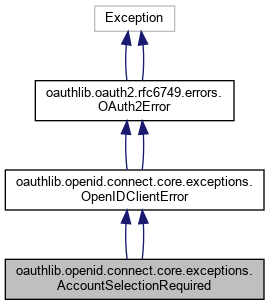 Exception
oauthlib.oauth2.rfc6749.errors.
OAuth2Error
oauthlib.openid.connect.core.exceptions.
OpenIDClientError
oauthlib.openid.connect.core.exceptions.
AccountSelectionRequired